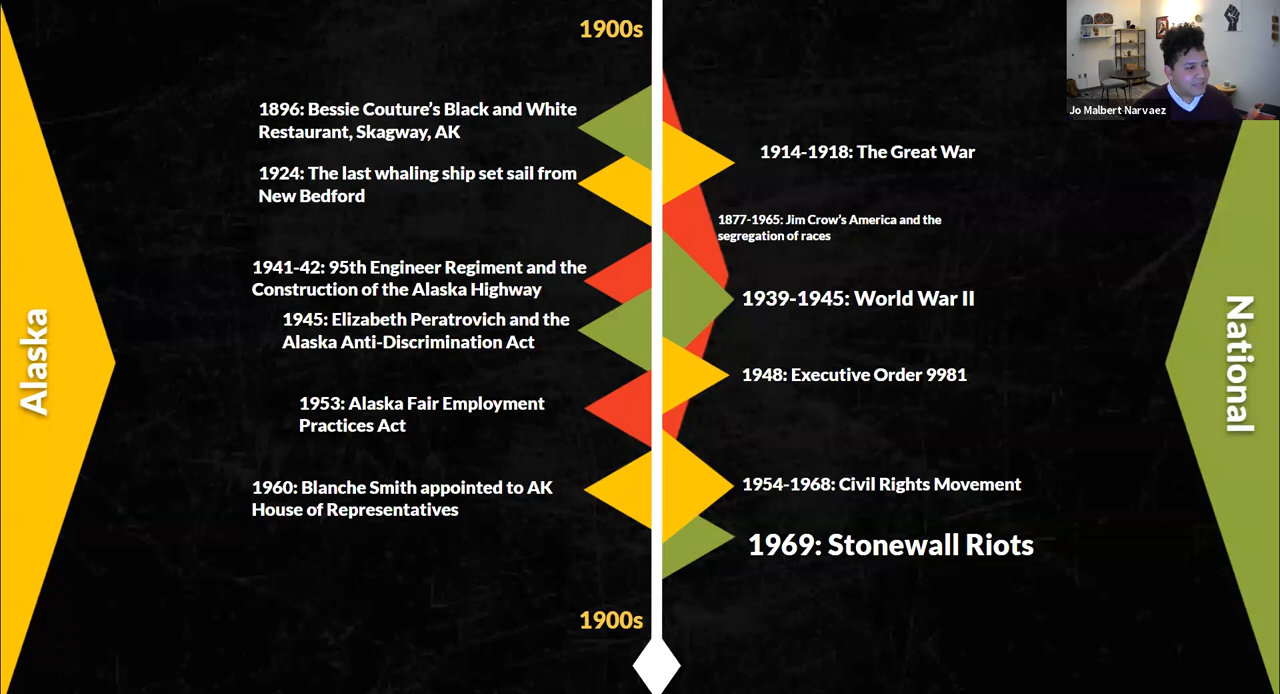 1900s
Jo Malbert Narvaez
Alaska
1896: Bessie Couture's Black and White
Restaurant, Skagway, AK
1924: The last whaling ship set sail from
New Bedford
1941-42: 95th Engineer Regiment and the
Construction of the Alaska Highway
1945: Elizabeth Peratrovich and the
Alaska Anti-Discrimination Act
1953: Alaska Fair Employment
Practices Act
1960: Blanche Smith appointed to AK
House of Representatives
1914-1918: The Great War
1877-1965: Jim Crow's America and the
segregation of races
1939-1945: World War II
1948: Executive Order 9981
1954-1968: Civil Rights Movement
1969: Stonewall Riots
National
1900s